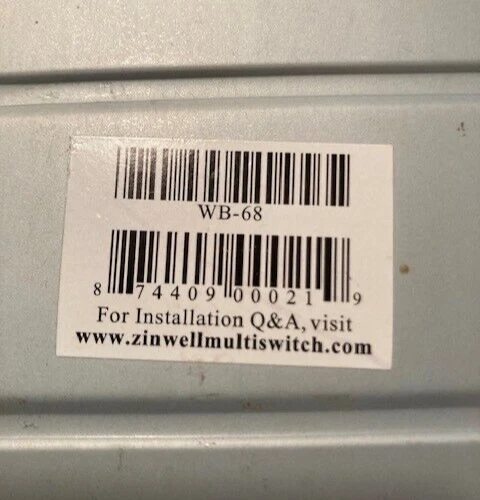 WB-68
8 74409 00021 9
For Installation Q&A, visit
www.zinwellmultiswitch.com